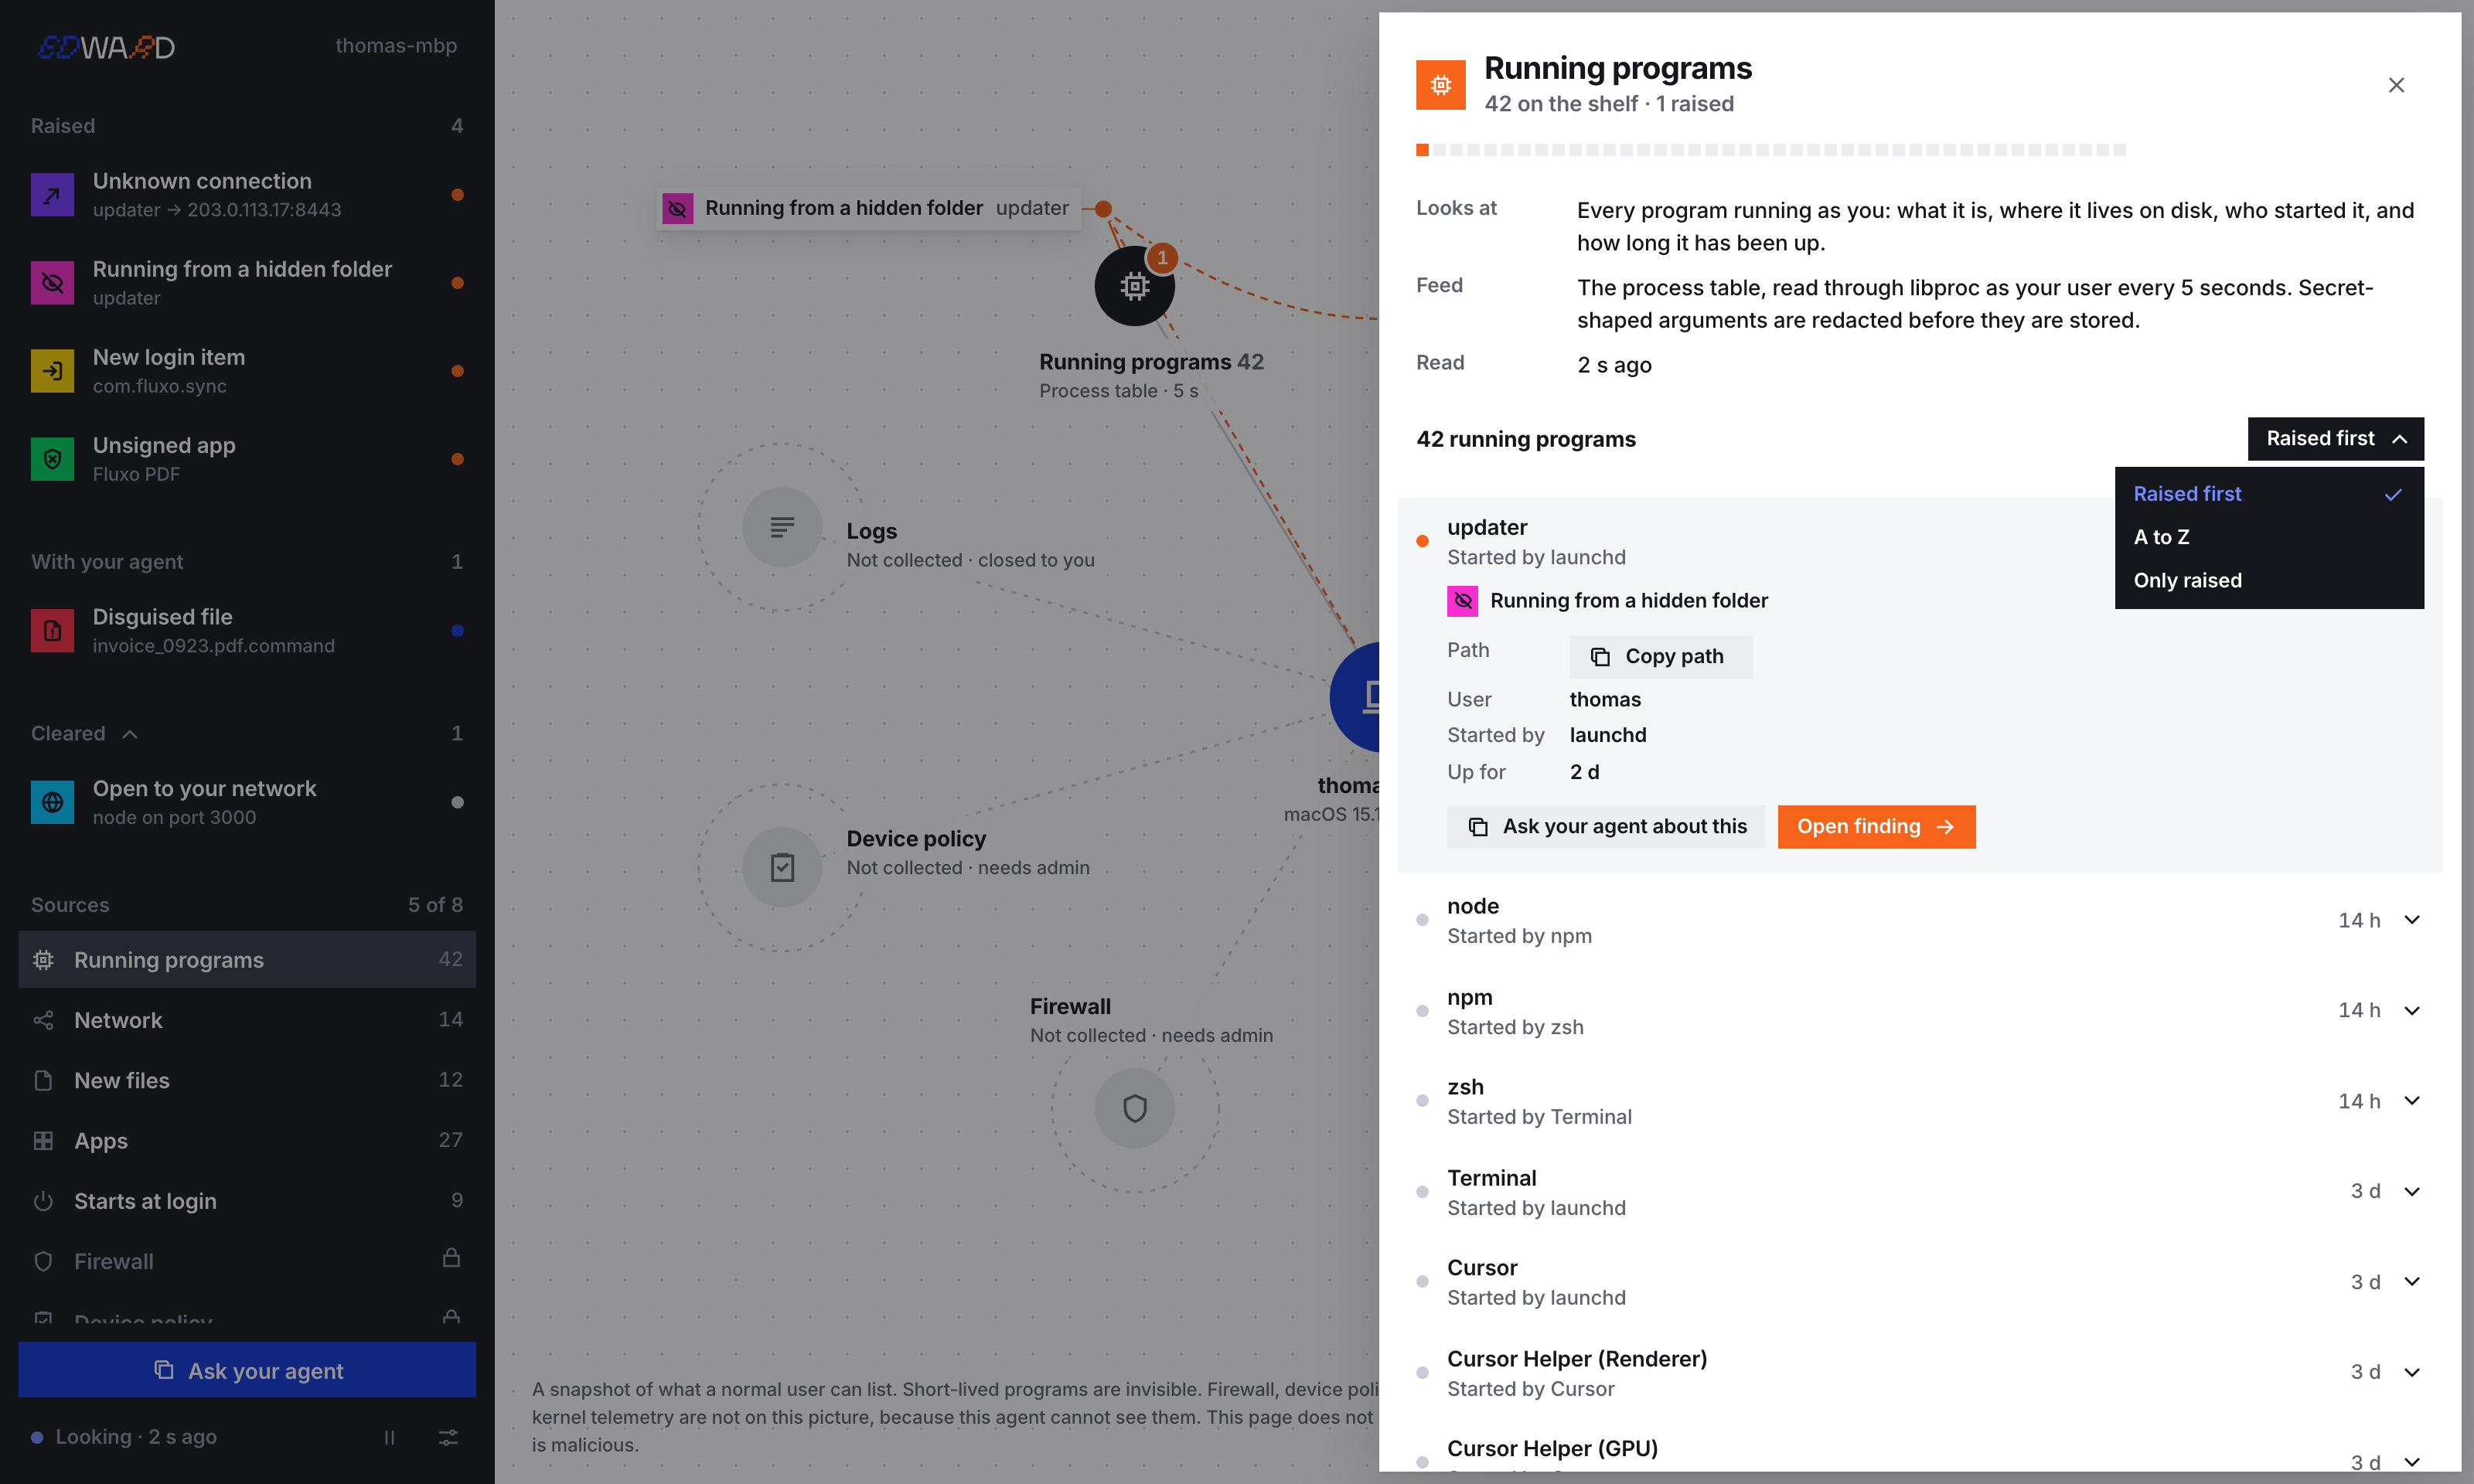 EDWARD
thomas-mbp
Raised 4
Unknown connection
updater → 203.0.113.17:8443
Running from a hidden folder
updater
New login item
com.fluxo.sync
Unsigned app
Fluxo PDF
With your agent 1
Disguised file
invoice_0923.pdf.command
Cleared 1
Open to your network
node on port 3000
Sources 5 of 8
Running programs 42
Network 14
New files 12
Apps 27
Starts at login 9
Firewall
Device policy
Ask your agent
Looking · 2 s ago
Running from a hidden folder updater
1
Running programs 42
Process table · 5 s
Logs
Not collected · closed to you
Device policy
Not collected · needs admin
Firewall
Not collected · needs admin
thoma
macOS 15.1
A snapshot of what a normal user can list. Short-lived programs are invisible. Firewall, device poli
kernel telemetry are not on this picture, because this agent cannot see them. This page does not
is malicious.
Running programs
42 on the shelf · 1 raised
Looks at
Every program running as you: what it is, where it lives on disk, who started it, and
how long it has been up.
Feed
The process table, read through libproc as your user every 5 seconds. Secret-
shaped arguments are redacted before they are stored.
Read
2 s ago
42 running programs
Raised first
Raised first
A to Z
Only raised
updater
Started by launchd
Running from a hidden folder
Path
Copy path
User
thomas
Started by
launchd
Up for
2 d
Ask your agent about this
Open finding →
node
Started by npm
14 h
npm
Started by zsh
14 h
zsh
Started by Terminal
14 h
Terminal
Started by launchd
3 d
Cursor
Started by launchd
3 d
Cursor Helper (Renderer)
Started by Cursor
3 d
Cursor Helper (GPU)
3 d